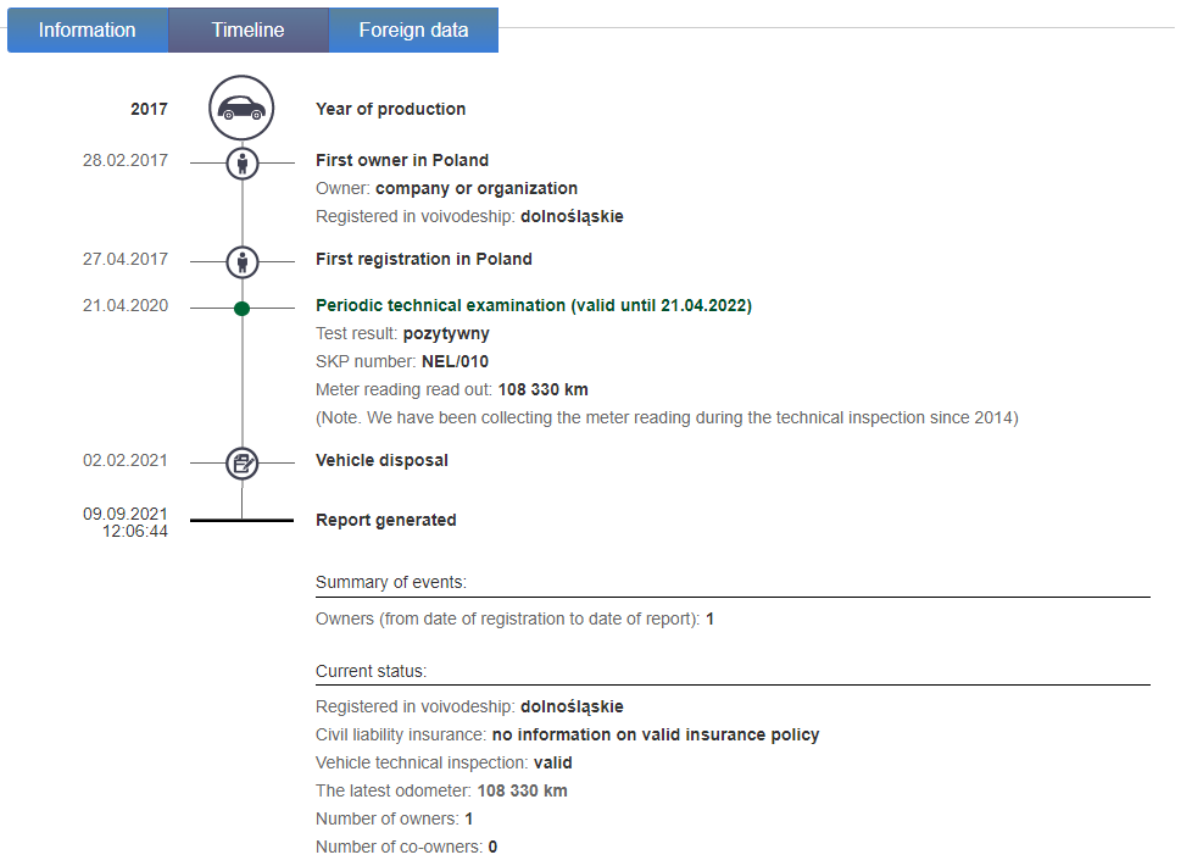 Information
Timeline
Foreign data
2017
Year of production
28.02.2017
First owner in Poland
Owner: company or organization
Registered in voivodeship: dolnośląskie
27.04.2017
First registration in Poland
21.04.2020
Periodic technical examination (valid until 21.04.2022)
Test result: pozytywny
SKP number: NEL/010
Meter reading read out: 108 330 km
(Note. We have been collecting the meter reading during the technical inspection since 2014)
02.02.2021
Vehicle disposal
09.09.2021
12:06:44
Report generated
Summary of events:
Owners (from date of registration to date of report): 1
Current status:
Registered in voivodeship: dolnośląskie
Civil liability insurance: no information on valid insurance policy
Vehicle technical inspection: valid
The latest odometer: 108 330 km
Number of owners: 1
Number of co-owners: 0